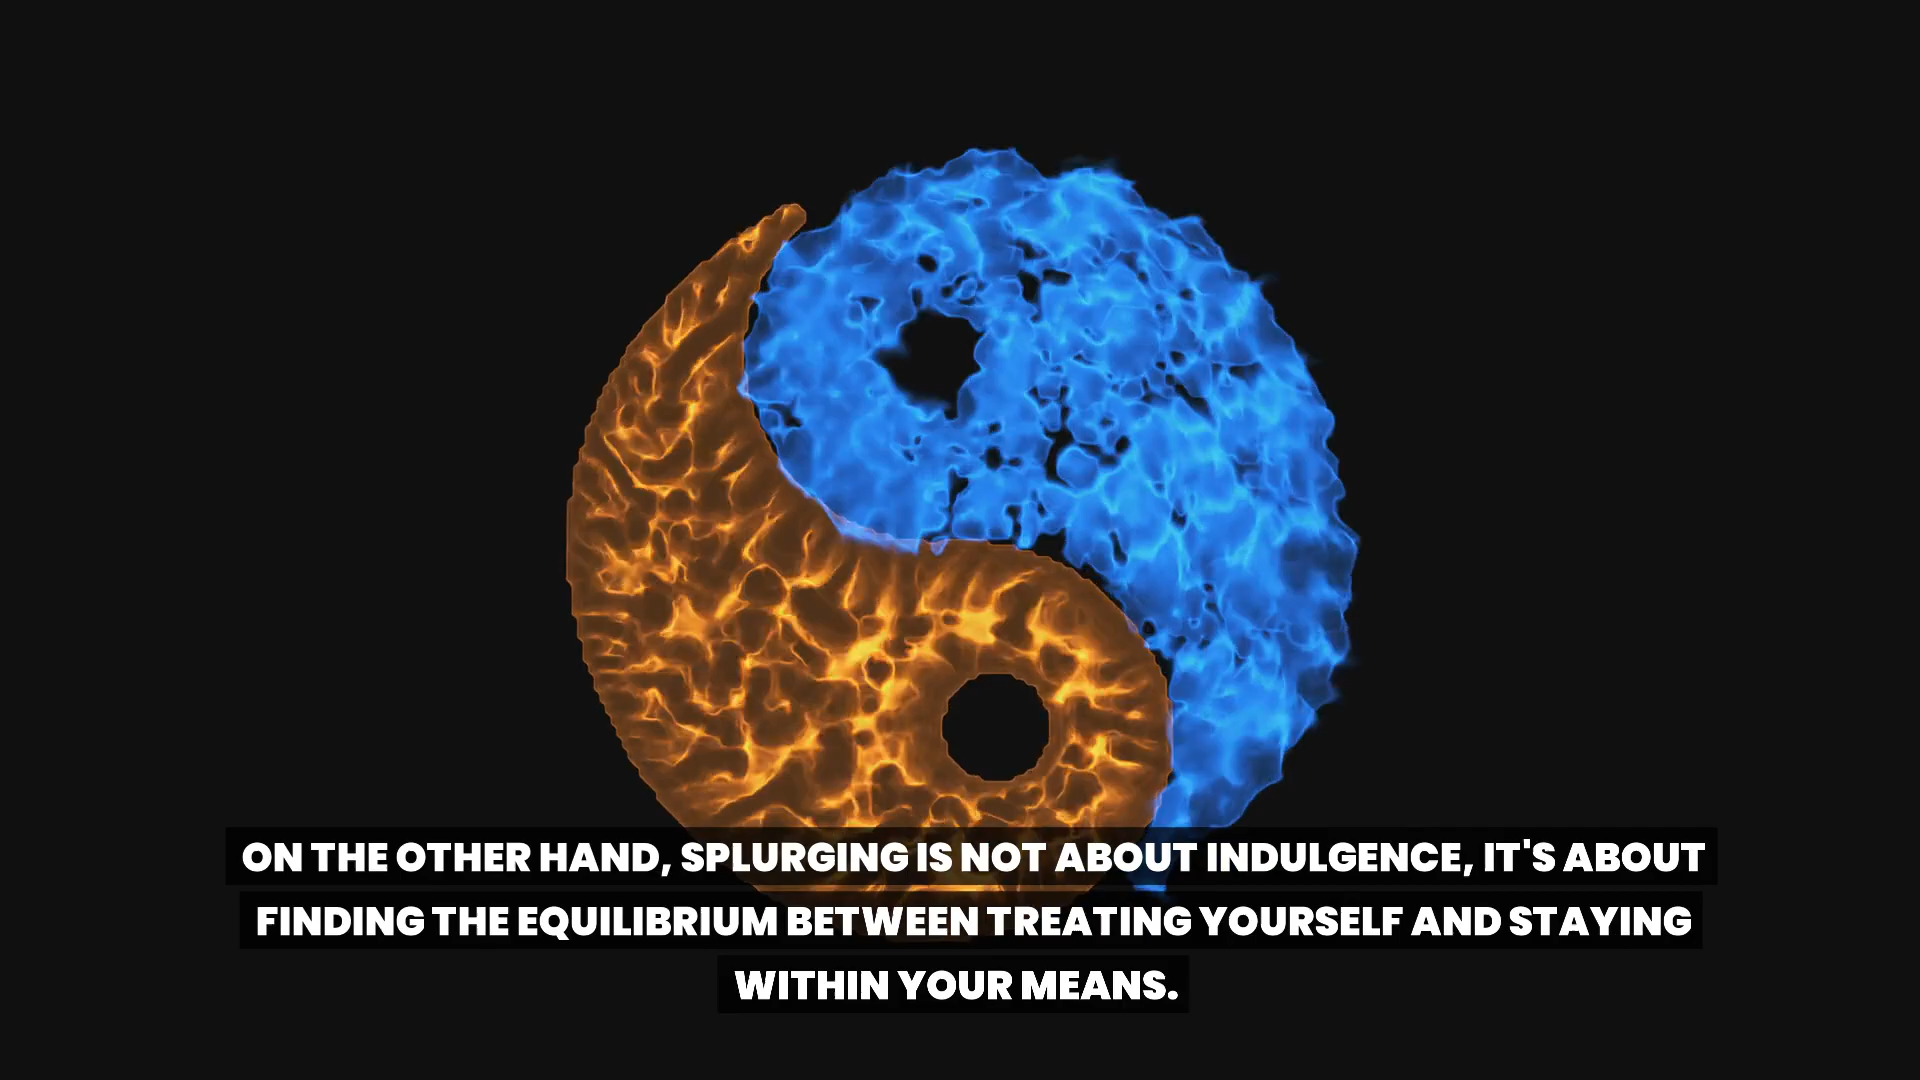 ON THE OTHER HAND, SPLURGING IS NOT ABOUT INDULGENCE, IT'S ABOUT
FINDING THE EQUILIBRIUM BETWEEN TREATING YOURSELF AND STAYING
WITHIN YOUR MEANS.